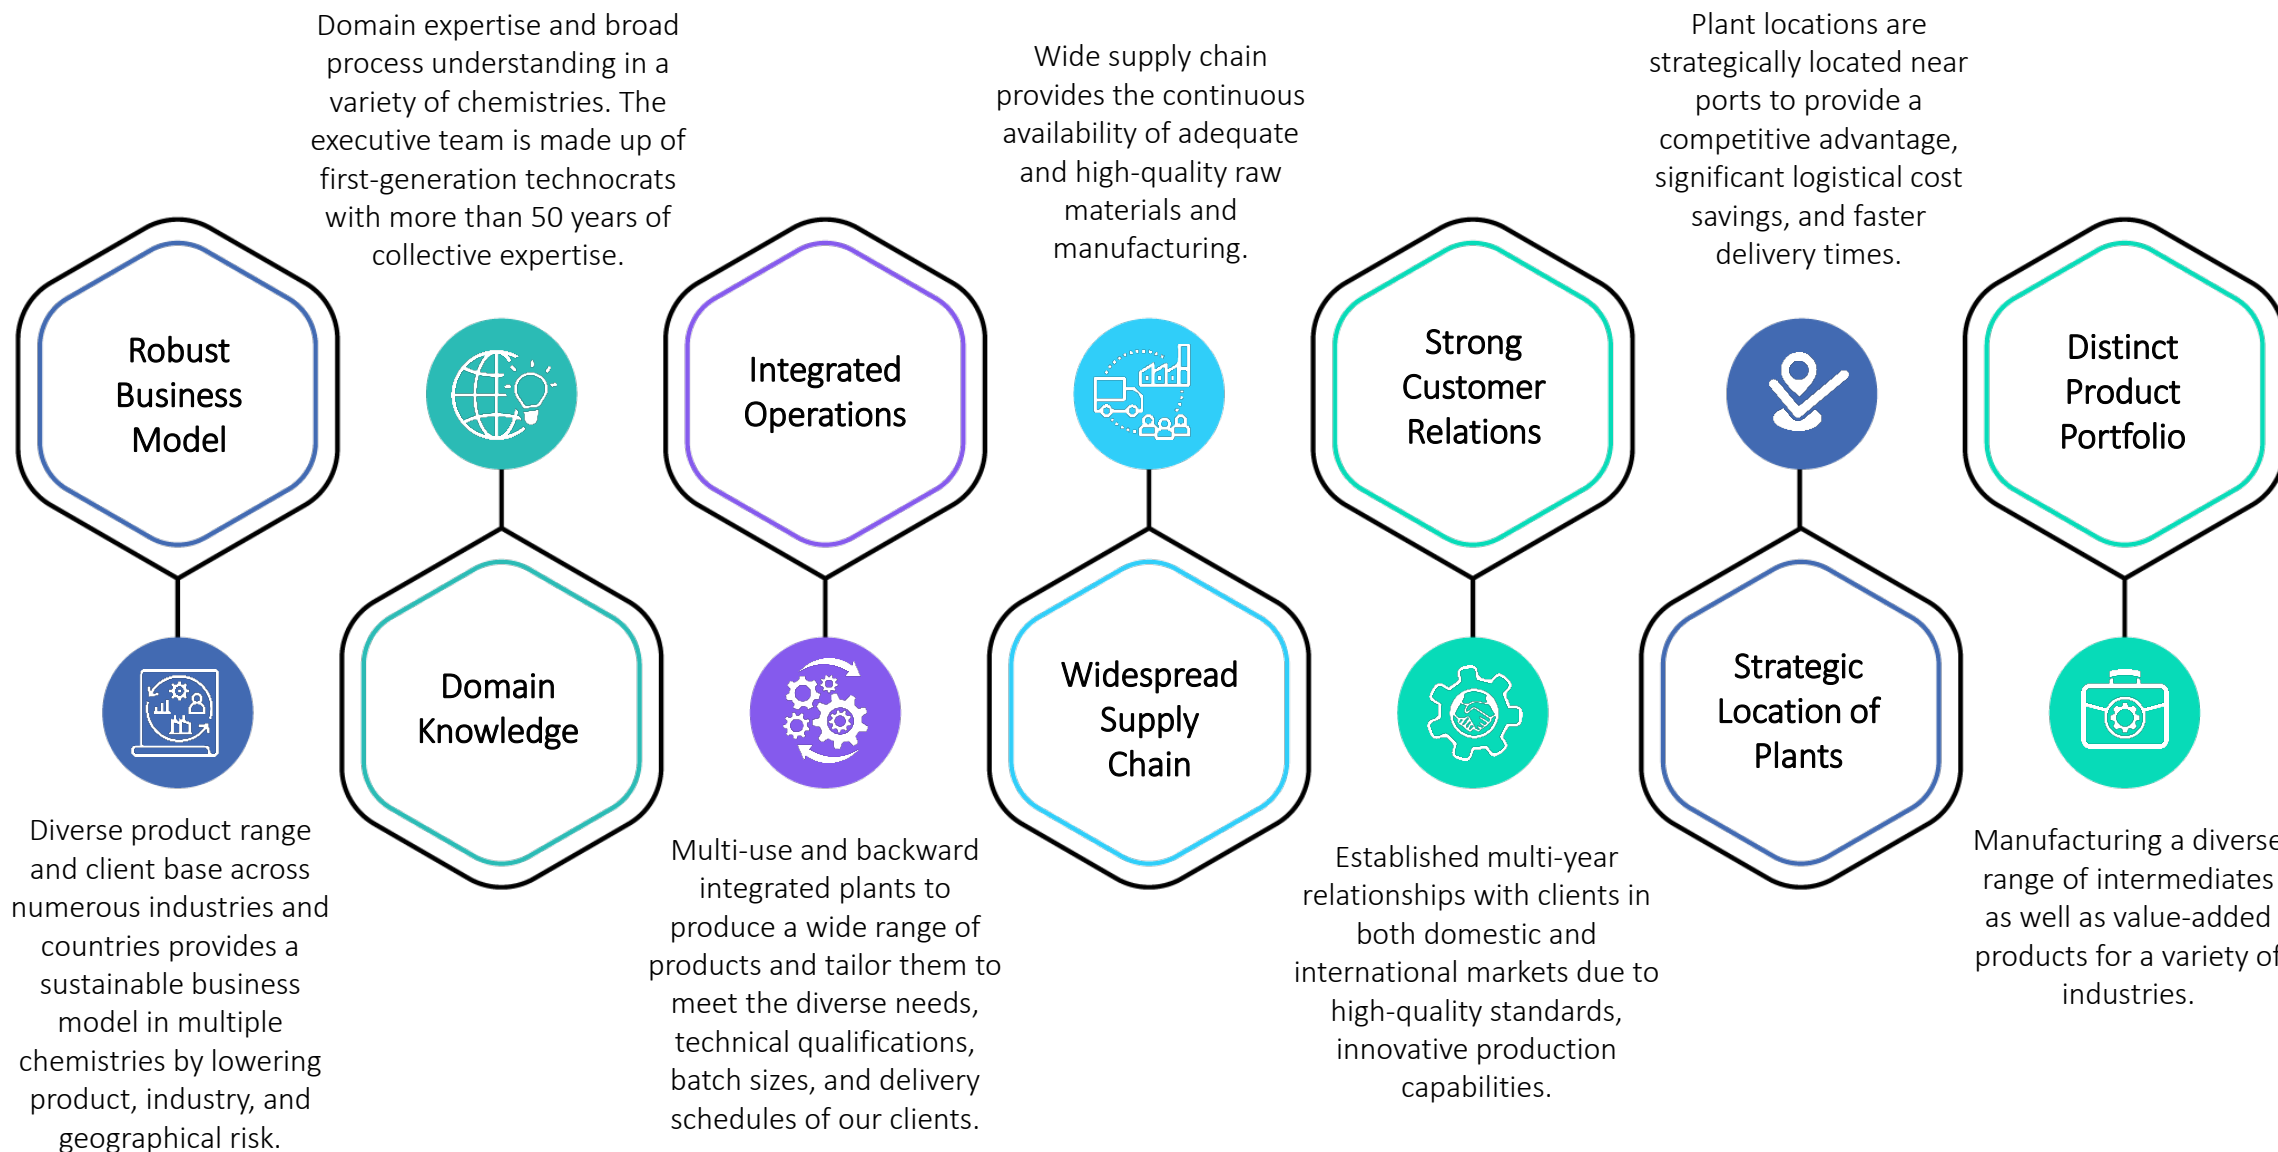 Robust
Business
Model
Diverse product range
and client base across
numerous industries and
countries provides a
sustainable business
model in multiple
chemistries by lowering
product, industry, and
geographical risk.
Domain expertise and broad
process understanding in a
variety of chemistries. The
executive team is made up of
first-generation technocrats
with more than 50 years of
collective expertise.
Domain
Knowledge
Integrated
Operations
Multi-use and backward
integrated plants to
produce a wide range of
products and tailor them to
meet the diverse needs,
technical qualifications,
batch sizes, and delivery
schedules of our clients.
Wide supply chain
provides the continuous
availability of adequate
and high-quality raw
materials and
manufacturing.
Widespread
Supply
Chain
Strong
Customer
Relations
Established multi-year
relationships with clients in
both domestic and
international markets due to
high-quality standards,
innovative production
capabilities.
Plant locations are
strategically located near
ports to provide a
competitive advantage,
significant logistical cost
savings, and faster
delivery times.
Strategic
Location of
Plants
Distinct
Product
Portfolio
Manufacturing a diverse
range of intermediates
as well as value-added
products for a variety of
industries.